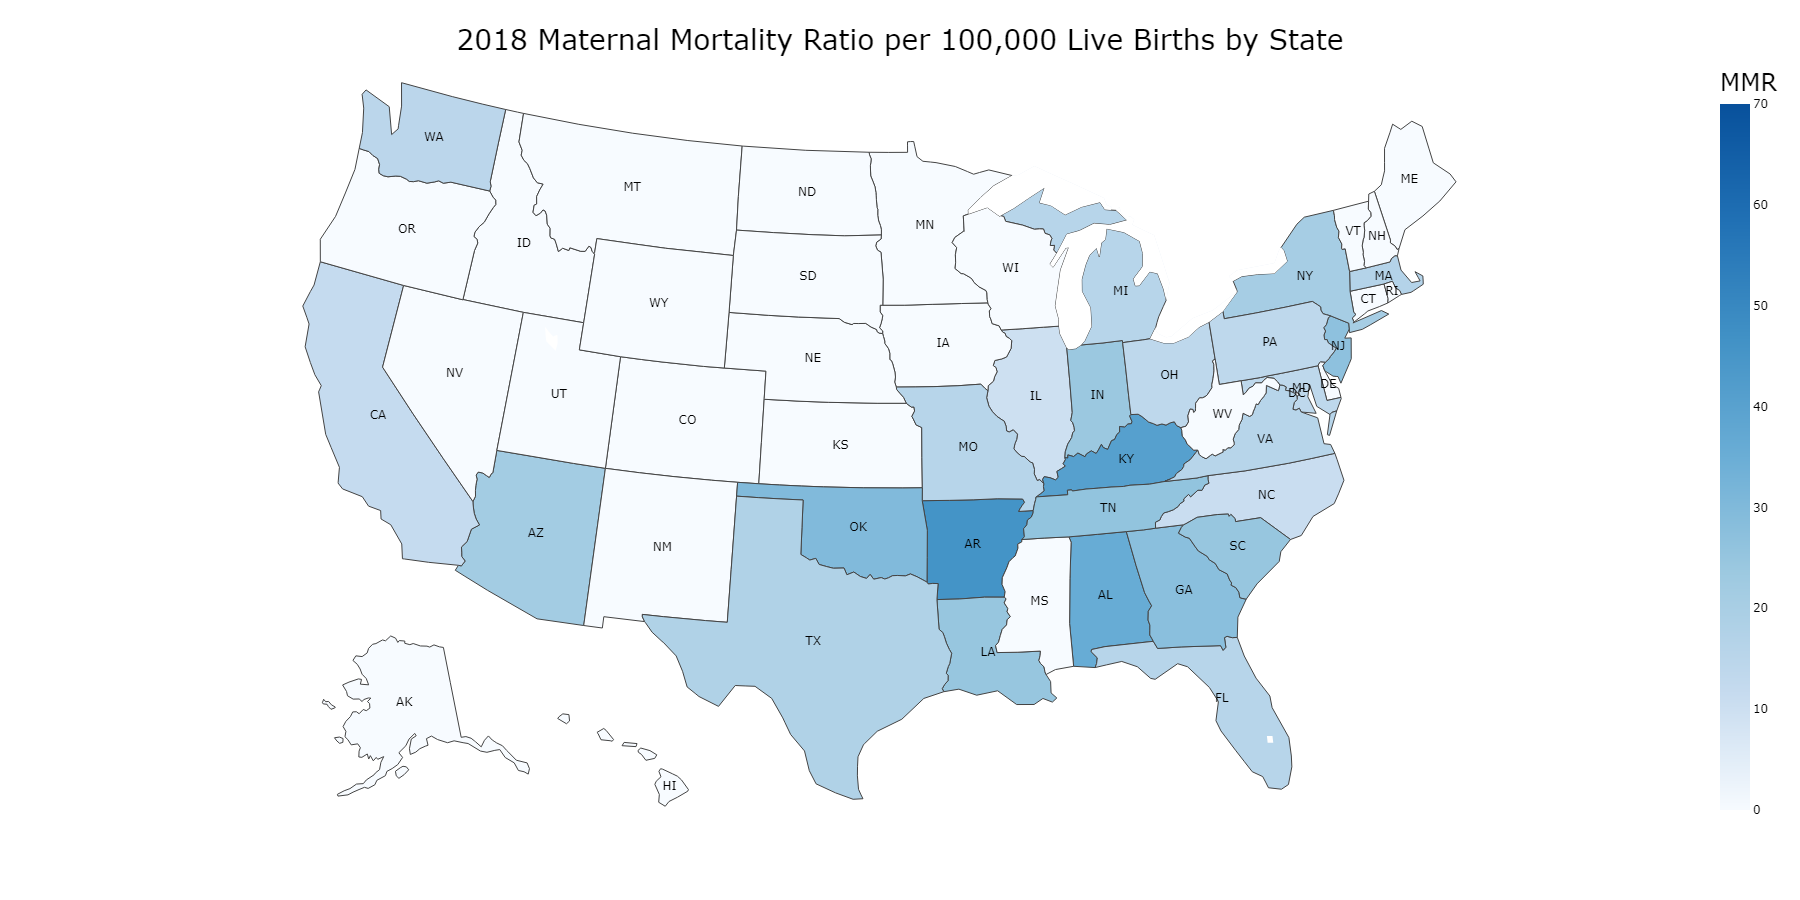 2018 Maternal Mortality Ratio per 100,000 Live Births by State
MMR
70
60
50
40
30
20
10
0
WA
MT
ND
ME
OR
ID
MN
VT
NH
SD
WI
WY
NY
MA
MI
CT
RI
IA
PA
NJ
NE
NV
OH
UT
IL
IN
MD
DE
DC
CA
CO
WV
KS
MO
VA
KY
NC
TN
AZ
OK
NM
AR
SC
AL
GA
MS
TX
LA
FL
AK
HI